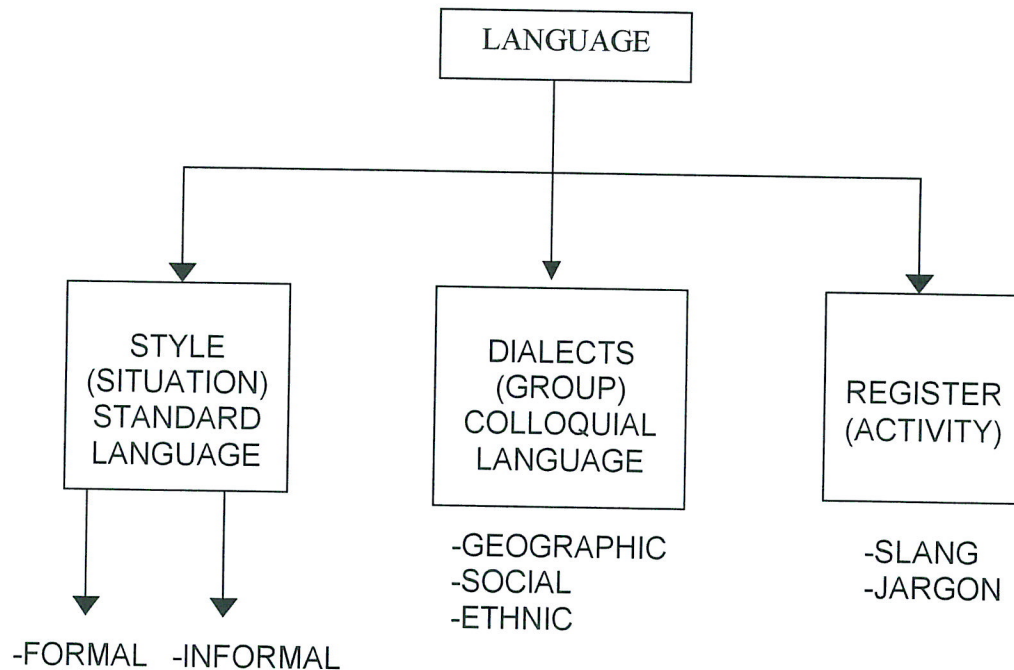 LANGUAGE
STYLE
(SITUATION)
STANDARD
LANGUAGE
-FORMAL -INFORMAL
DIALECTS
(GROUP)
COLLOQUIAL
LANGUAGE
-GEOGRAPHIC
-SOCIAL
-ETHNIC
REGISTER
(ACTIVITY)
-SLANG
-JARGON